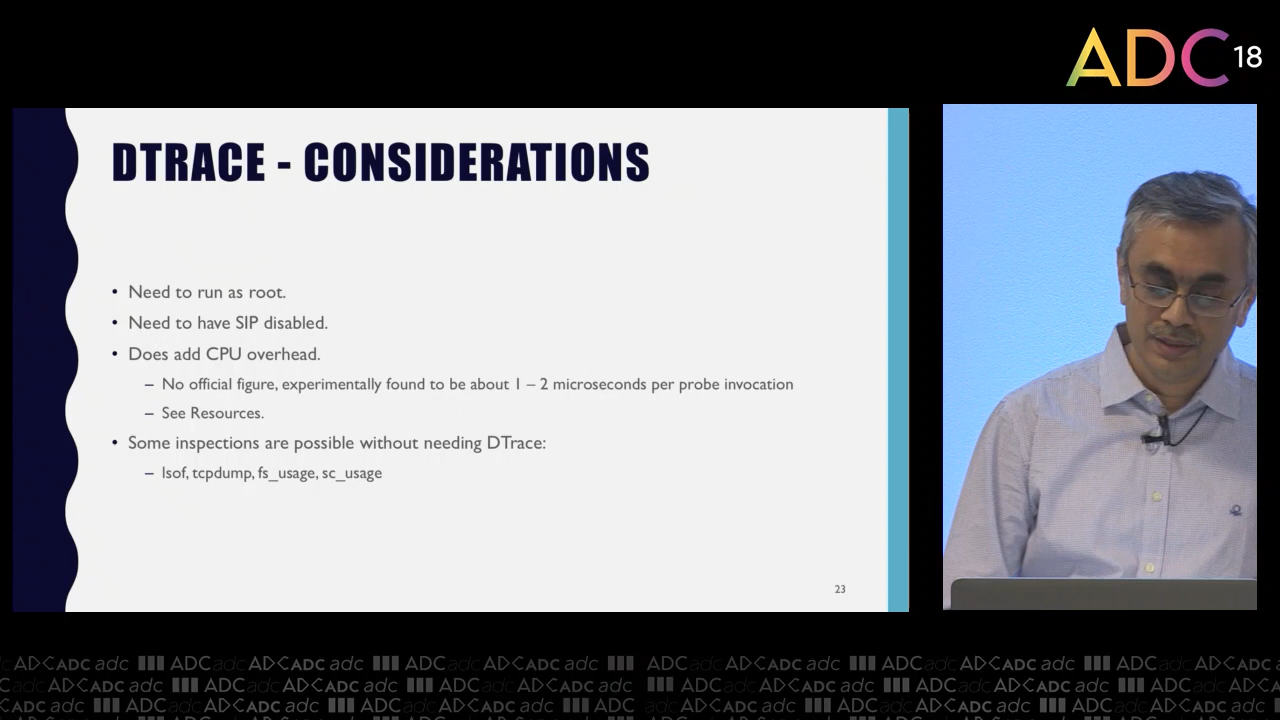 ADC 18
DTRACE - CONSIDERATIONS
• Need to run as root.
• Need to have SIP disabled.
• Does add CPU overhead.
– No official figure, experimentally found to be about 1 – 2 microseconds per probe invocation
– See Resources.
• Some inspections are possible without needing DTrace:
– lsof, tcpdump, fs_usage, sc_usage
23